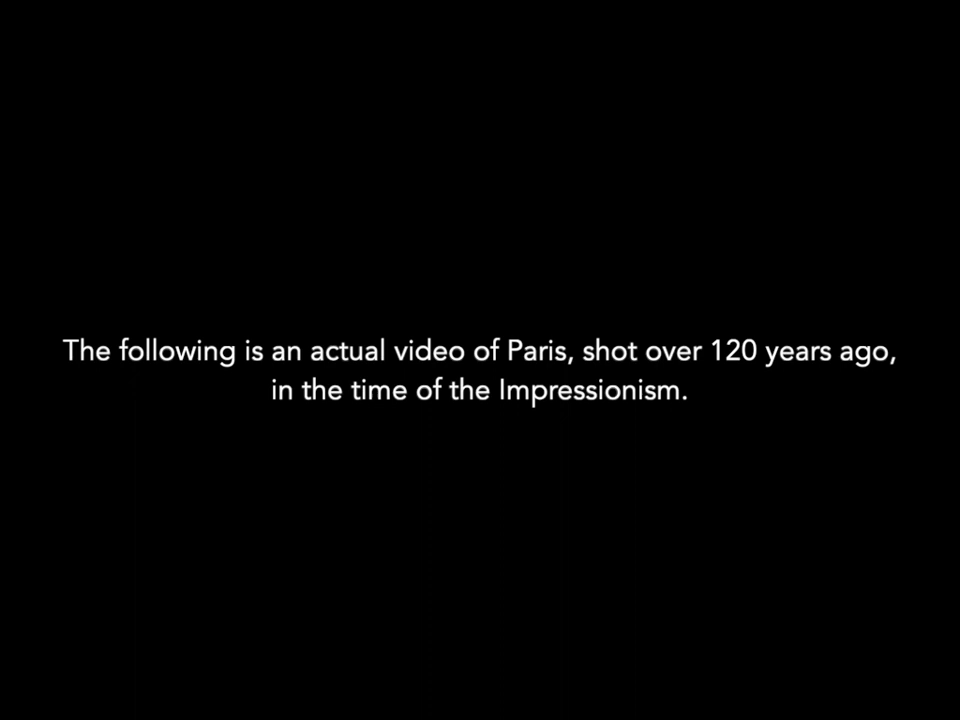 The following is an actual video of Paris, shot over 120 years ago,
in the time of the Impressionism.